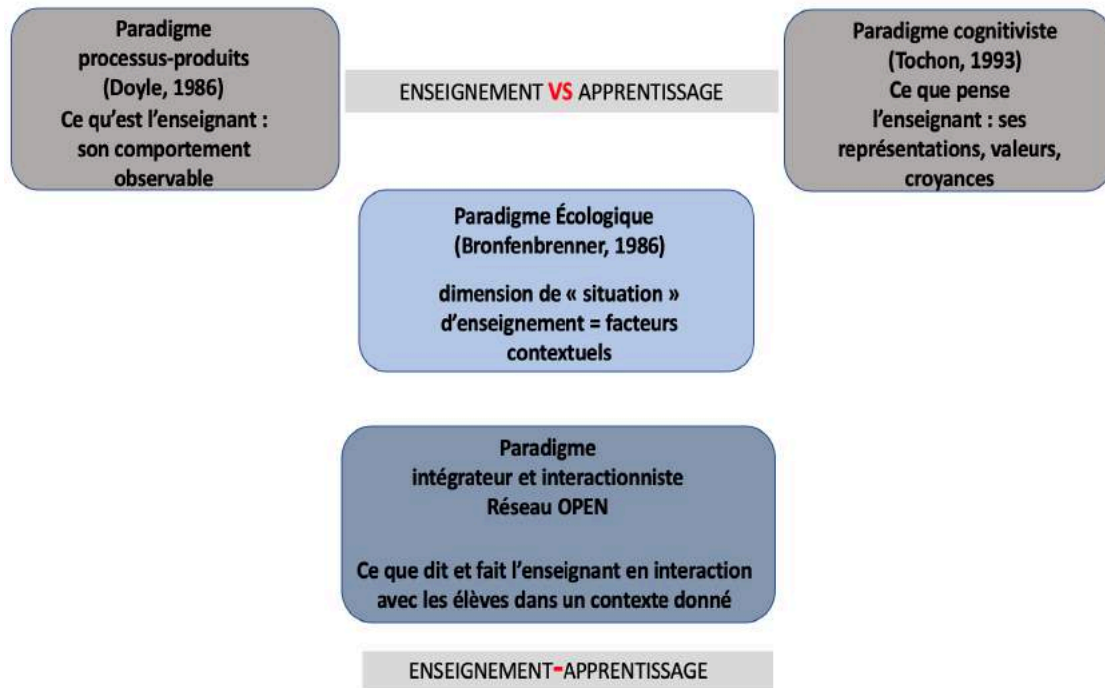 Paradigme
processus-produits
(Doyle, 1986)
Ce qu’est l’enseignant :
son comportement
observable
ENSEIGNEMENT VS APPRENTISSAGE
Paradigme cognitiviste
(Tochon, 1993)
Ce que pense
l’enseignant : ses
représentations, valeurs,
croyances
Paradigme Écologique
(Bronfenbrenner, 1986)
dimension de « situation »
d’enseignement = facteurs
contextuels
Paradigme
intégrateur et interactionniste
Réseau OPEN
Ce que dit et fait l’enseignant en interaction
avec les élèves dans un contexte donné
ENSEIGNEMENT-APPRENTISSAGE